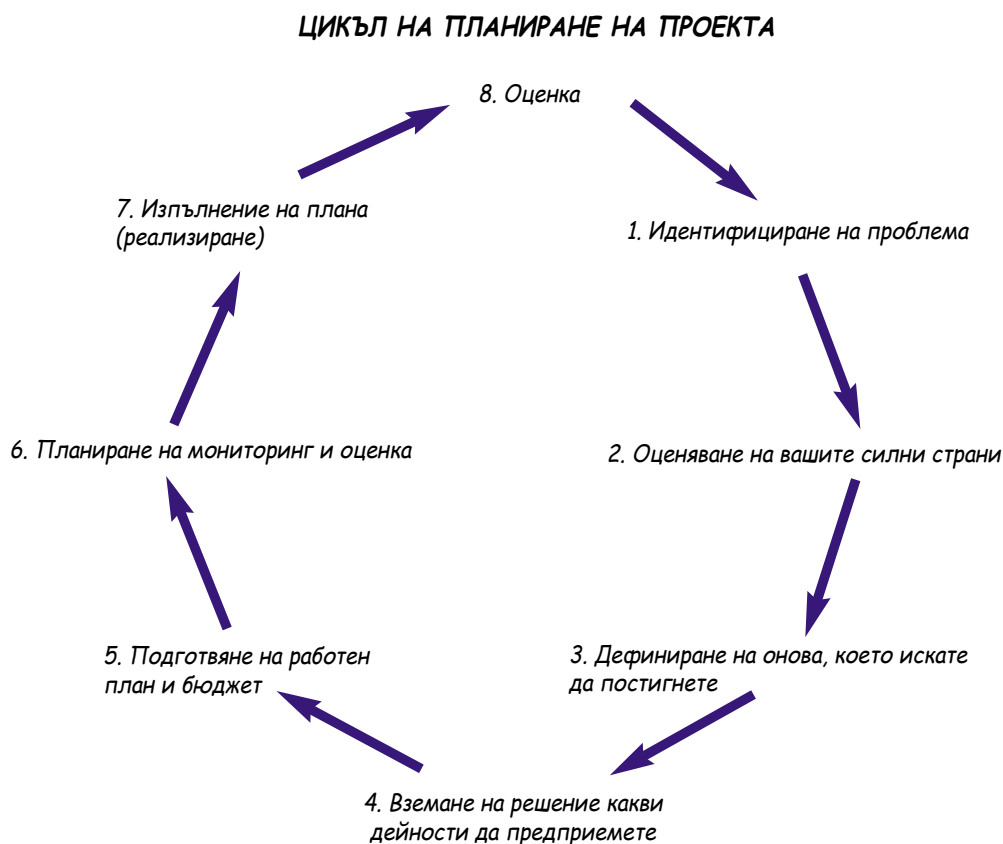 ЦИКЪЛ НА ПЛАНИРАНЕ НА ПРОЕКТА
8. Оценка
1. Идентифициране на проблема
2. Оценяване на вашите силни страни
3. Дефиниране на онова, което искате
да постигнете
4. Вземане на решение какви
дейности да предприемете
5. Подготвяне на работен
план и бюджет
6. Планиране на мониторинг и оценка
7. Изпълнение на плана
(реализиране)